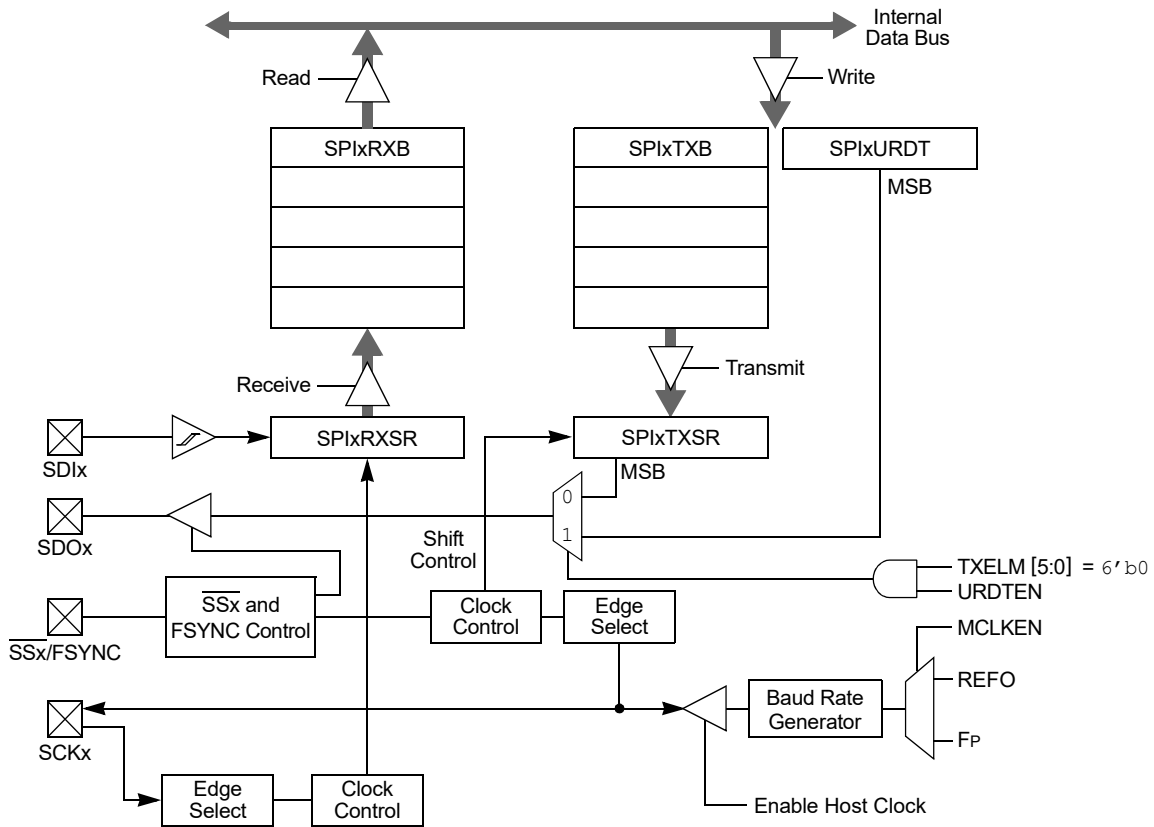 Internal
Data Bus
Read
Write
SPIxRXB
SPIxTXB
SPIxURDT
MSB
Receive
Transmit
SPIxRXSR
SPIxTXSR
SDIx
MSB
0
1
SDOx
Shift
Control
TXELM [5:0] = 6'b0
URDTEN
SSx and
FSYNC Control
Clock
Control
Edge
Select
SSx/FSYNC
MCLKEN
REFO
Baud Rate
Generator
FP
SCKx
Edge
Select
Clock
Control
Enable Host Clock